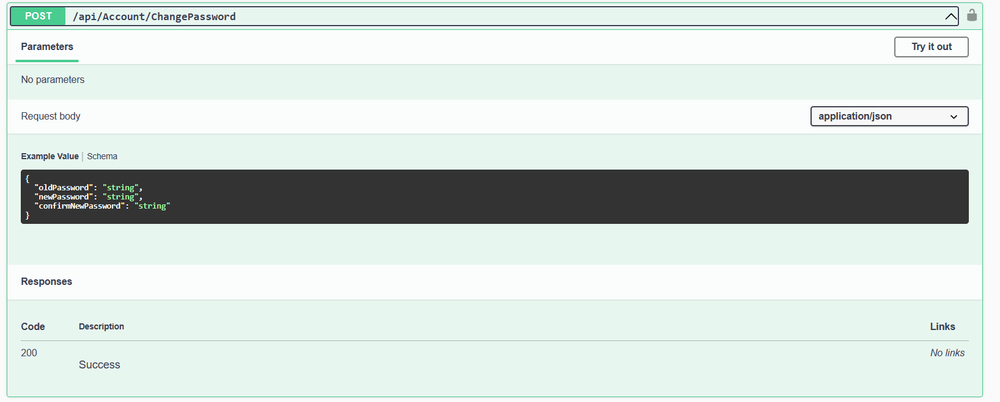 POST /api/Account/ChangePassword
Parameters
Try it out
No parameters
Request body
application/json
Example Value | Schema
{
  "oldPassword": "string",
  "newPassword": "string",
  "confirmNewPassword": "string"
}
Responses
Code Description Links
200 No links
Success